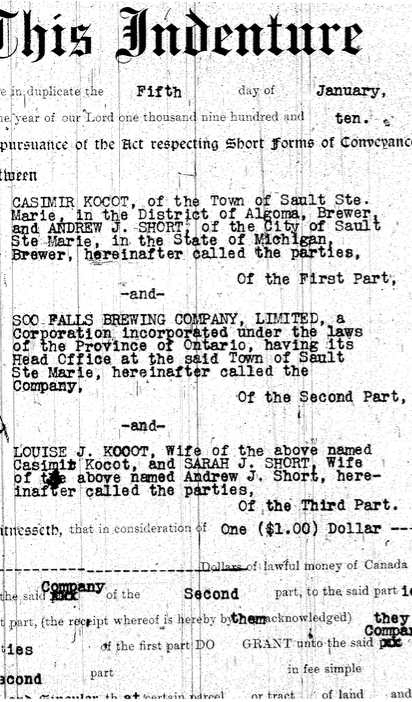 This Indenture
e in duplicate the Fifth day of January,
e year of our Lord one thousand nine hundred and ten.
pursuance of the Act respecting Short Forms of Conveyance
tween
CASIMIR KOCOT, of the Town of Sault Ste.
Marie, in the District of Algoma, Brewer,
and ANDREW J. SHORT, of the City of Sault
Ste Marie, in the State of Michigan,
Brewer, hereinafter called the parties,
Of the First Part,
-and-
SOO FALLS BREWING COMPANY, LIMITED, a
Corporation incorporated under the laws
of the Province of Ontario, having its
Head Office at the said Town of Sault
Ste Marie, hereinafter called the
Company,
Of the Second Part,
-and-
LOUISE J. KOCOT, Wife of the above named
Casimir Kocot, and SARAH J. SHORT, Wife
of the above named Andrew J. Short, here-
inafter called the parties,
Of the Third Part.
itnesseth, that in consideration of One ($1.00) Dollar ---
Dollars of lawful money of Canada
Company
the said of the Second part, to the said part
t part, (the receipt whereof is hereby by them acknowledged) they
Compan
ties of the first part DO GRANT unto the said
econd part in fee simple
and Singular that certain parcel or tract of land and